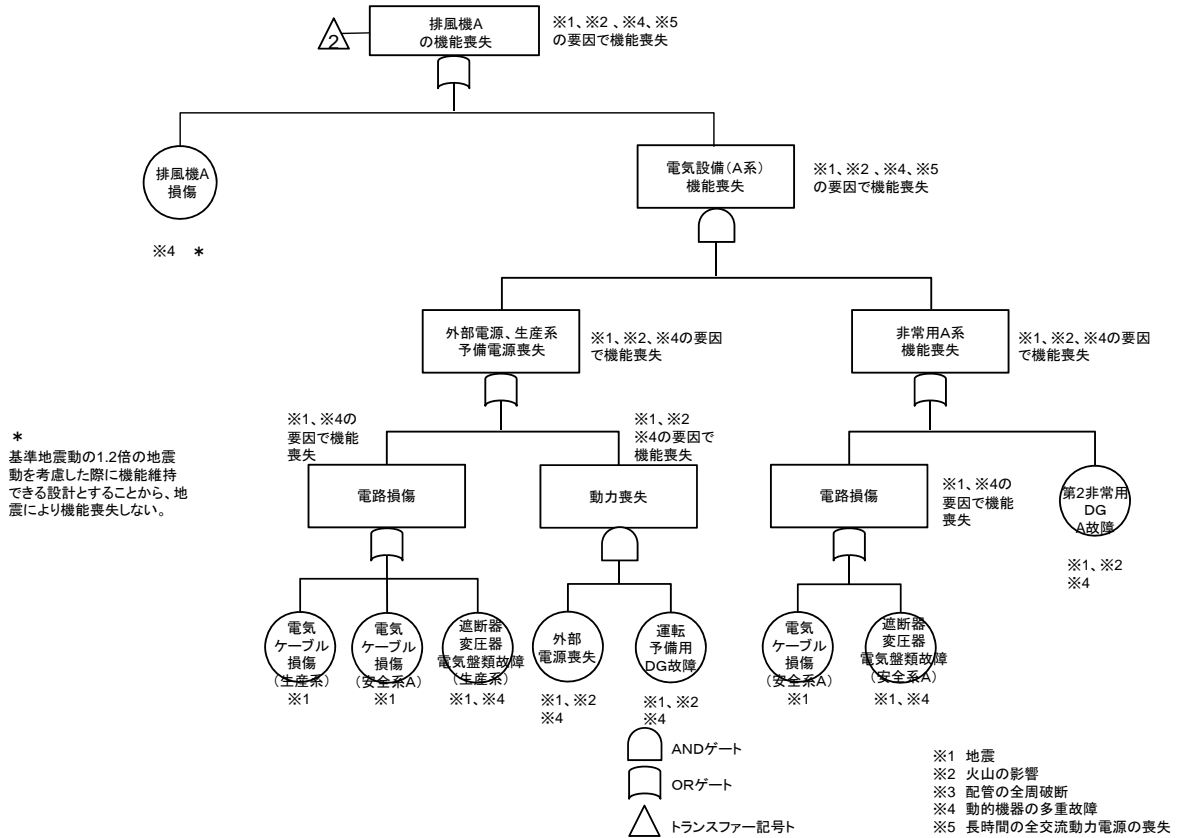 排風機A
の機能喪失
※1、※2 、※4、※5
の要因で機能喪失
2
排風機A
損傷
※4 *
電気設備(A系)
機能喪失
※1、※2 、※4、※5
の要因で機能喪失
外部電源、生産系
予備電源喪失
※1、※2、※4の要因
で機能喪失
非常用A系
機能喪失
※1、※2、※4の要因
で機能喪失
*
基準地震動の1.2倍の地震
動を考慮した際に機能維持
できる設計とすることから、地
震により機能喪失しない。
※1、※4の
要因で機能
喪失
電路損傷
※1、※2
※4の要因で
機能喪失
動力喪失
電路損傷
※1、※4の
要因で機能
喪失
第2非常用
DG
A故障
※1、※2
※4
電気
ケーブル
損傷
(生産系)
※1
電気
ケーブル
損傷
(安全系A)
※1
遮断器
変圧器
電気盤類故障
(生産系)
※1、※4
外部
電源喪失
※1、※2
※4
運転
予備用
DG故障
※1、※2
※4
電気
ケーブル
損傷
(安全系A)
※1
遮断器
変圧器
電気盤類故障
(安全系A)
※1、※4
ANDゲート
ORゲート
トランスファー記号ト
※1 地震
※2 火山の影響
※3 配管の全周破断
※4 動的機器の多重故障
※5 長時間の全交流動力電源の喪失